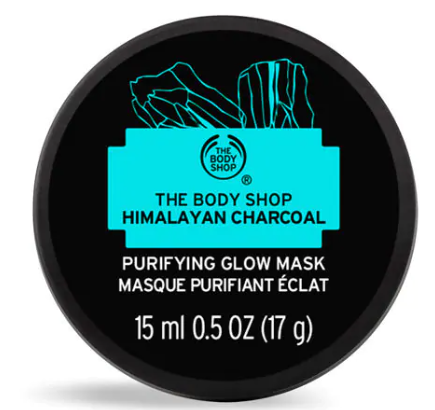 THE
BODY
SHOP
®
THE BODY SHOP
HIMALAYAN CHARCOAL
PURIFYING GLOW MASK
MASQUE PURIFIANT ÉCLAT
15 ml 0.5 OZ (17 g)